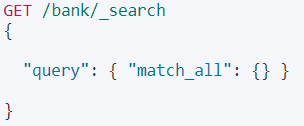 GET /bank/_search
{
"query": { "match_all": {} }
}